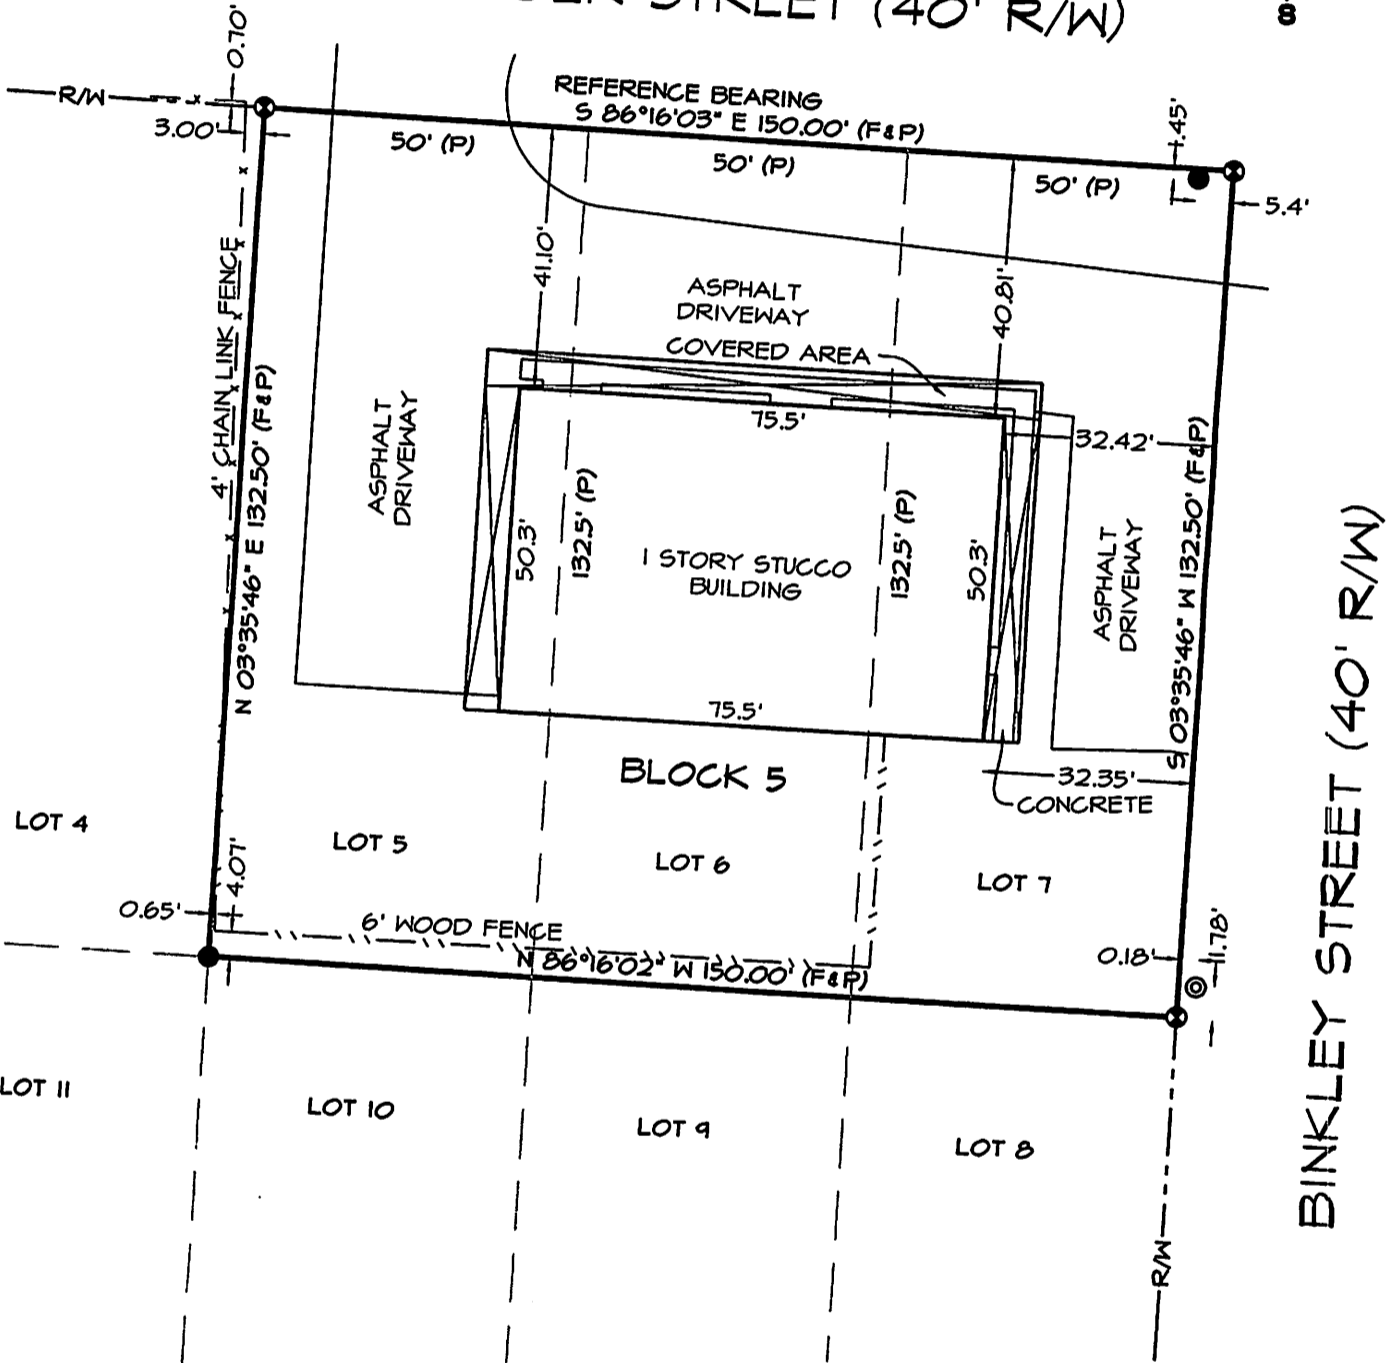 STREET (40' R/W)
8
0.70'
R/W
3.00'
REFERENCE BEARING
S 86°16'03" E 150.00' (F&P)
50' (P)
50' (P)
50' (P)
1.45'
5.4'
4' CHAIN LINK FENCE
N 03°35'46" E 132.50' (F&P)
41.10'
ASPHALT
DRIVEWAY
COVERED AREA
40.81'
75.5'
32.42'
ASPHALT
DRIVEWAY
50.3'
132.5' (P)
1 STORY STUCCO
BUILDING
132.5' (P)
50.3'
ASPHALT
DRIVEWAY
S 03°35'46" W 132.50' (F&P)
75.5'
BLOCK 5
32.35'
CONCRETE
LOT 4
LOT 5
LOT 6
LOT 7
4.07'
0.65'
6' WOOD FENCE
N 86°16'02" W 150.00' (F&P)
0.18'
11.78'
LOT 11
LOT 10
LOT 9
LOT 8
R/W
BINKLEY STREET (40' R/W)